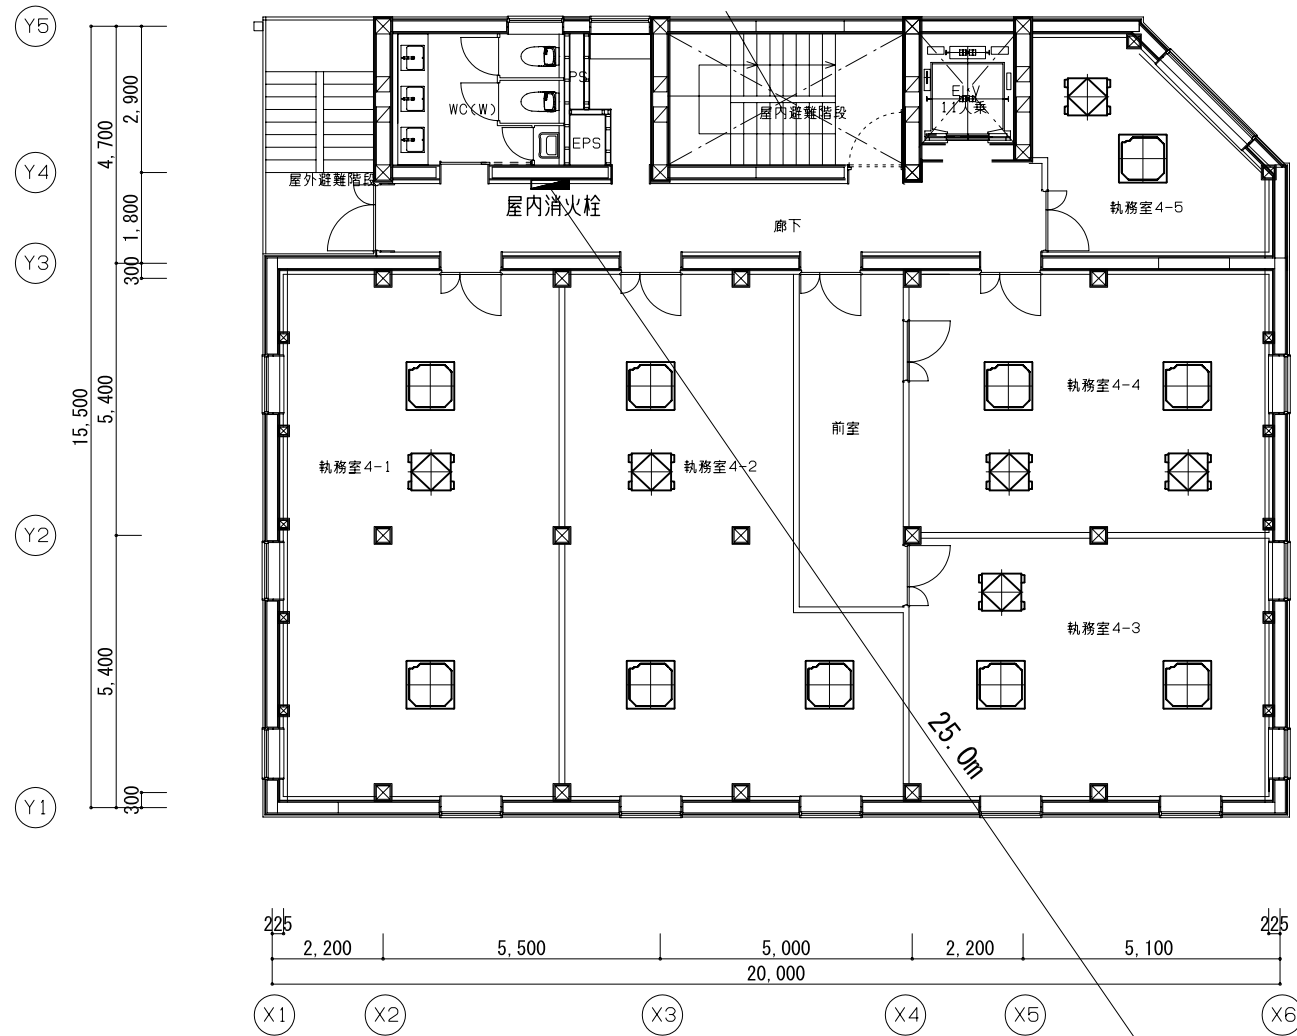 Y5
Y4
Y3
Y2
Y1
2,900
4,700
1,800
300
15,500
5,400
5,400
300
WC(W)
PS
EPS
屋内避難階段
ELV
11人乗
屋外避難階段
屋内消火栓
廊下
執務室4-5
執務室4-1
執務室4-2
前室
執務室4-4
執務室4-3
25.0m
225
2,200
5,500
5,000
2,200
5,100
225
20,000
X1
X2
X3
X4
X5
X6